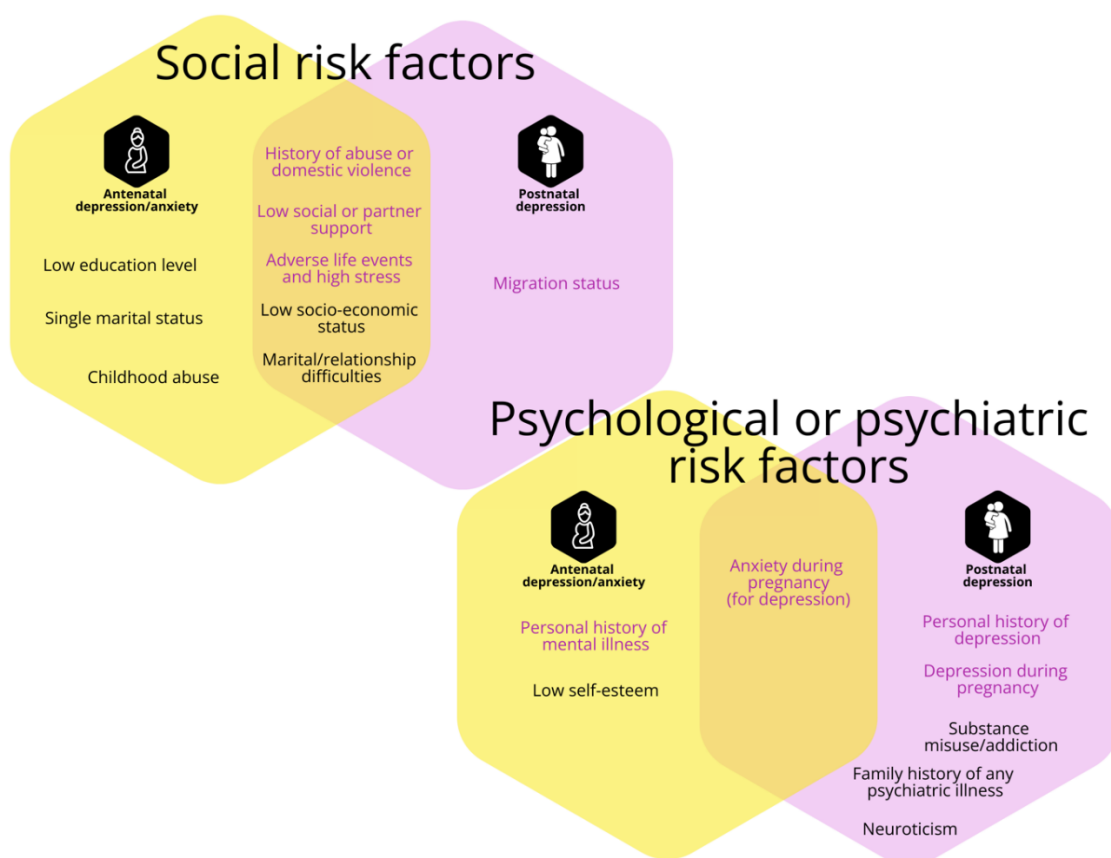 Social risk factors
Antenatal
depression/anxiety
Low education level
Single marital status
Childhood abuse
History of abuse or
domestic violence
Low social or partner
support
Adverse life events
and high stress
Low socio-economic
status
Marital/relationship
difficulties
Postnatal
depression
Migration status
Psychological or psychiatric
risk factors
Antenatal
depression/anxiety
Personal history of
mental illness
Low self-esteem
Anxiety during
pregnancy
(for depression)
Postnatal
depression
Personal history of
depression
Depression during
pregnancy
Substance
misuse/addiction
Family history of any
psychiatric illness
Neuroticism